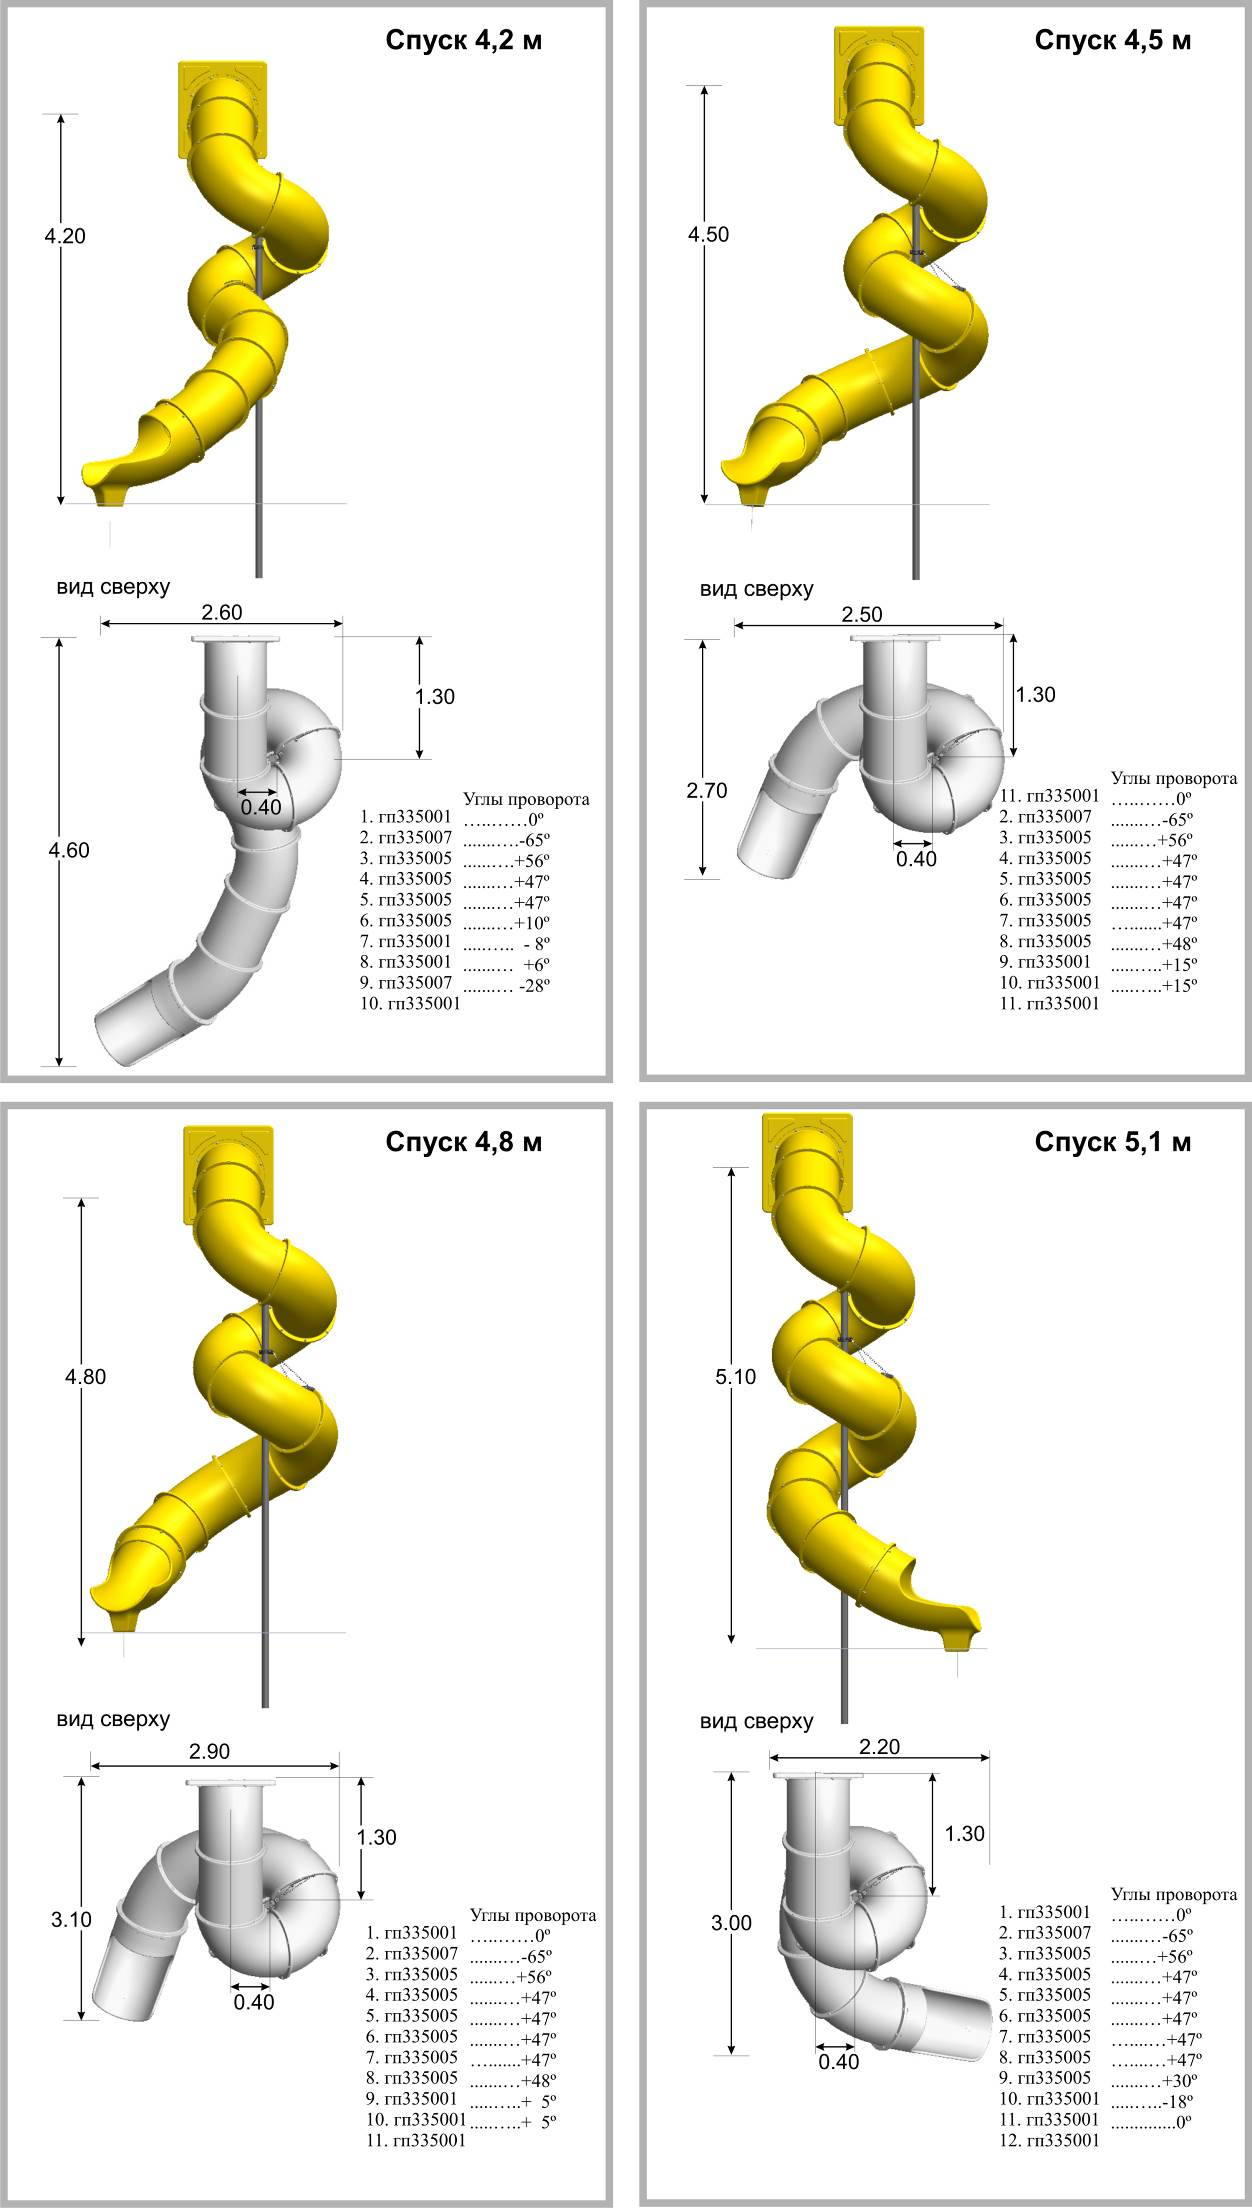 Спуск 4,2 м
4.20
вид сверху
2.60
1.30
0.40
4.60
Углы проворота
1. гп335001 ...........0º
2. гп335007 ..........-65º
3. гп335005 .........+56º
4. гп335005 .........+47º
5. гп335005 .........+47º
6. гп335005 .........+10º
7. гп335001 ......... - 8º
8. гп335001 ......... +6º
9. гп335007 ......... -28º
10. гп335001
Спуск 4,5 м
4.50
вид сверху
2.50
1.30
2.70
0.40
Углы проворота
11. гп335001 ...........0º
2. гп335007 .........-65º
3. гп335005 ........+56º
4. гп335005 .........+47º
5. гп335005 .........+47º
6. гп335005 .........+47º
7. гп335005 .........+47º
8. гп335005 .........+48º
9. гп335001 .........+15º
10. гп335001 .........+15º
11. гп335001
Спуск 4,8 м
4.80
вид сверху
2.90
1.30
3.10
0.40
Углы проворота
1. гп335001 ...........0º
2. гп335007 .........-65º
3. гп335005 ........+56º
4. гп335005 .........+47º
5. гп335005 .........+47º
6. гп335005 .........+47º
7. гп335005 .........+47º
8. гп335005 .........+48º
9. гп335001 .........+ 5º
10. гп335001 .........+ 5º
11. гп335001
Спуск 5,1 м
5.10
вид сверху
2.20
1.30
3.00
0.40
Углы проворота
1. гп335001 ...........0º
2. гп335007 .........-65º
3. гп335005 ........+56º
4. гп335005 .........+47º
5. гп335005 .........+47º
6. гп335005 .........+47º
7. гп335005 ..........+47º
8. гп335005 ..........+47º
9. гп335005 .........+30º
10. гп335001 .........-18º
11. гп335001 .............0º
12. гп335001